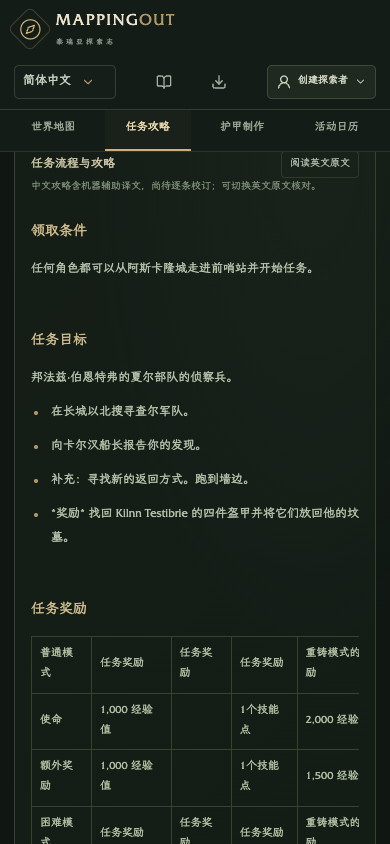 MAPPINGOUT
泰瑞亚探索志
简体中文
创建探索者
世界地图 任务攻略 护甲制作 活动日历
任务流程与攻略 阅读英文原文
中文攻略含机器辅助译文，尚待逐条校订；可切换英文原文核对。
领取条件
任何角色都可以从阿斯卡隆城走进前哨站并开始任务。
任务目标
邦法兹·伯恩特弗的夏尔部队的侦察兵。
在长城以北搜寻查尔军队。
向卡尔汉船长报告你的发现。
补充：寻找新的返回方式。跑到墙边。
*奖励* 找回 Kilnn Testibrie 的四件盔甲并将它们放回他的坟
墓。
任务奖励
普通模式 任务奖励 任务奖励 任务奖励 重铸模式的
励
使命 1,000 经验值 1个技能点 2,000 经验
额外奖励 1,000 经验值 1个技能点 1,500 经验
困难模式 任务奖励 任务奖励 任务奖励 重铸模式的
励